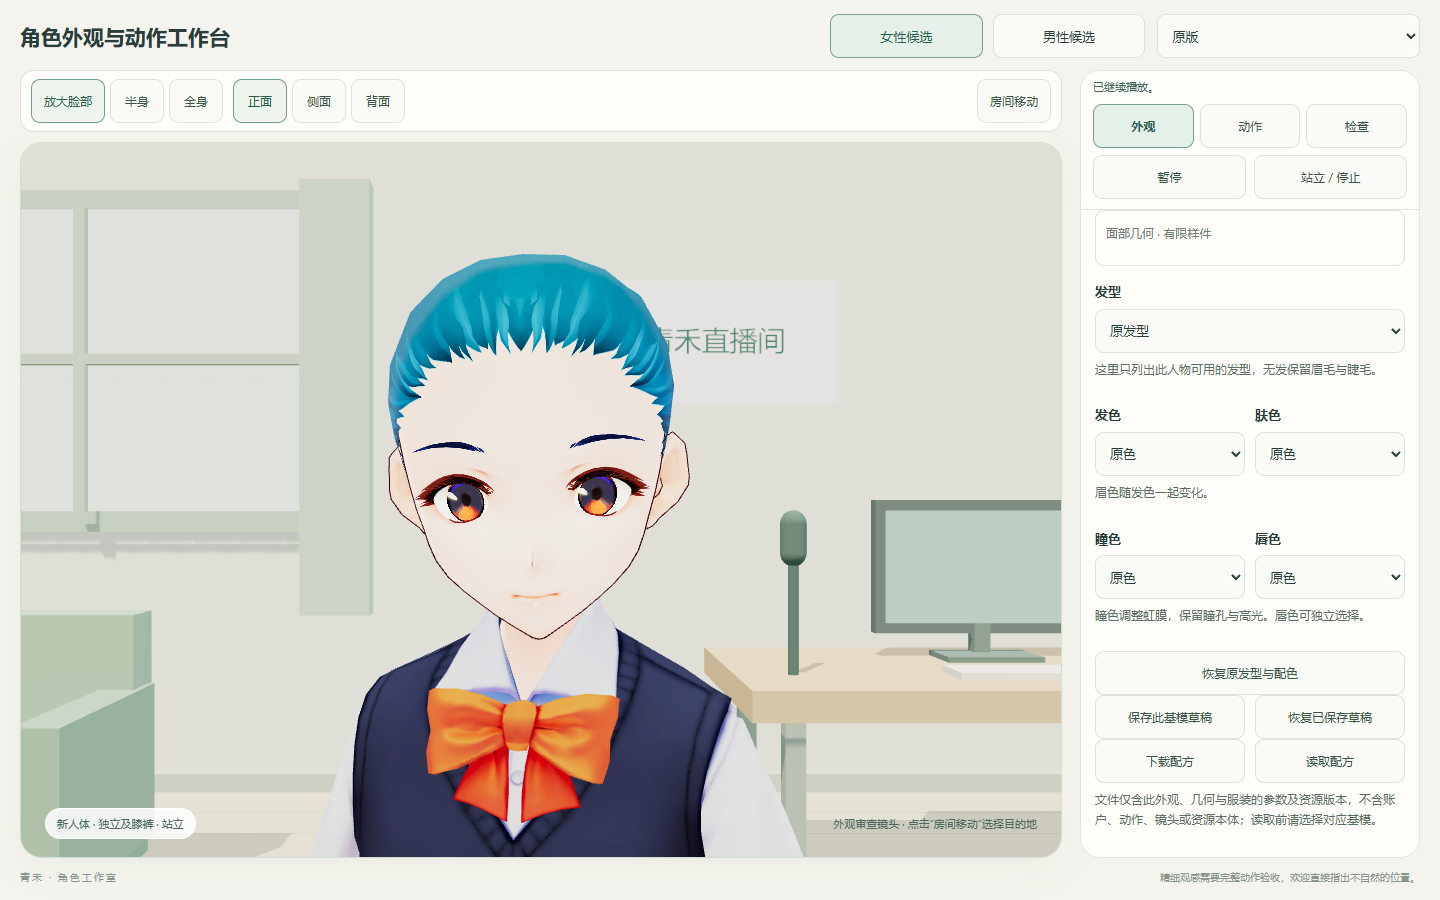 角色外观与动作工作台
女性候选
男性候选
原版
放大脸部
半身
全身
正面
侧面
背面
房间移动
已继续播放。
外观
动作
检查
暂停
站立 / 停止
面部几何 · 有限样件
发型
原发型
这里只列出此人物可用的发型，无发保留眉毛与睫毛。
发色
肤色
原色
原色
眉色随发色一起变化。
瞳色
唇色
原色
原色
瞳色调整虹膜，保留瞳孔与高光。唇色可独立选择。
恢复原发型与配色
保存此基模草稿
恢复已保存草稿
下载配方
读取配方
文件仅含此外观、几何与服装的参数及资源版本，不含账
户、动作、镜头或资源本体；读取前请选择对应基模。
青禾直播间
新人体 · 独立及膝裤 · 站立
外观审查镜头 · 点击“房间移动”选择目的地
青禾 · 角色工作室
精细观感需要完整动作验收，欢迎直接指出不自然的位置。